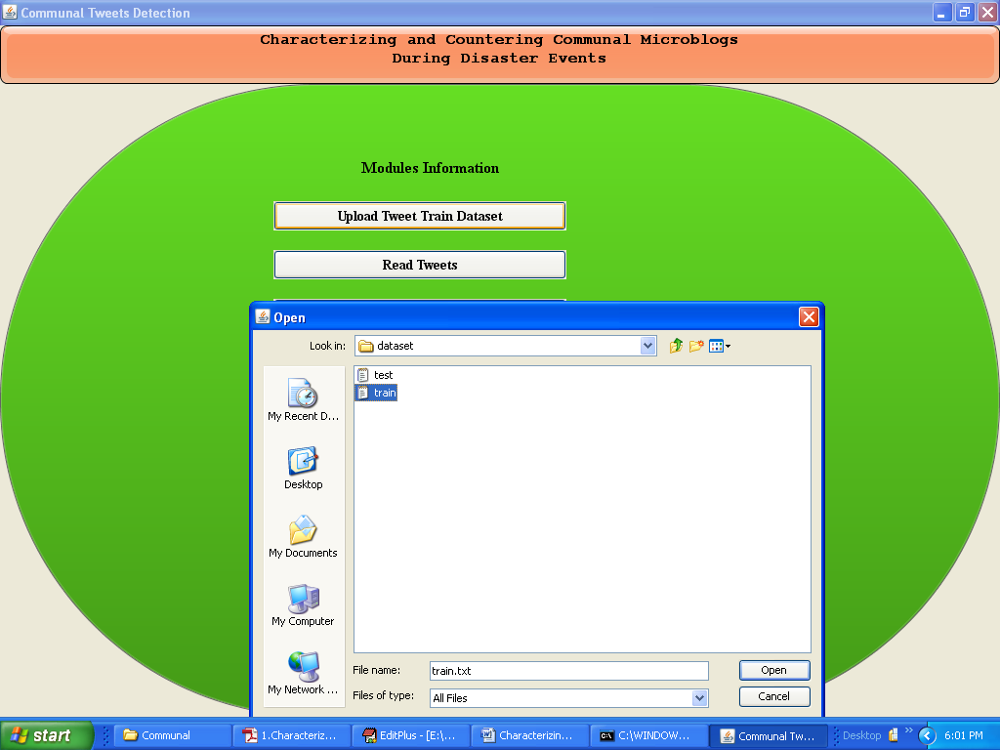 Communal Tweets Detection
Characterizing and Countering Communal Microblogs
During Disaster Events
Modules Information
Upload Tweet Train Dataset
Read Tweets
Open
Look in:
dataset
test
train
My Recent D...
Desktop
My Documents
My Computer
My Network ...
File name:
train.txt
Open
Files of type:
All Files
Cancel
start
Communal
1.Characteriz...
EditPlus - [E:\...
Characterizin...
C:\WINDOW...
Communal Tw...
Desktop
6:01 PM